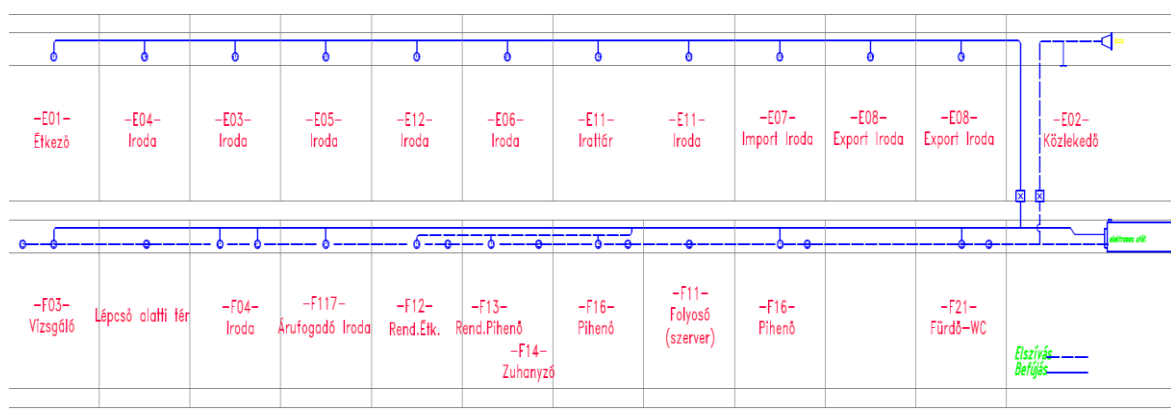 -E01-
Étkező
-E04-
Iroda
-E03-
Iroda
-E05-
Iroda
-E12-
Iroda
-E06-
Iroda
-E11-
Irattár
-E11-
Iroda
-E07-
Import Iroda
-E08-
Export Iroda
-E08-
Export Iroda
-E02-
Közlekedő
-F03-
Vizsgáló
Lépcső alatti tér
-F04-
Iroda
-F117-
Árufogadó Iroda
-F12-
Rend.Étk.
-F13-
Rend.Pihenő
-F14-
Zuhanyzó
-F16-
Pihenő
-F11-
Folyosó
(szerver)
-F16-
Pihenő
-F21-
Fürdő-WC
Elszívás
Befújás